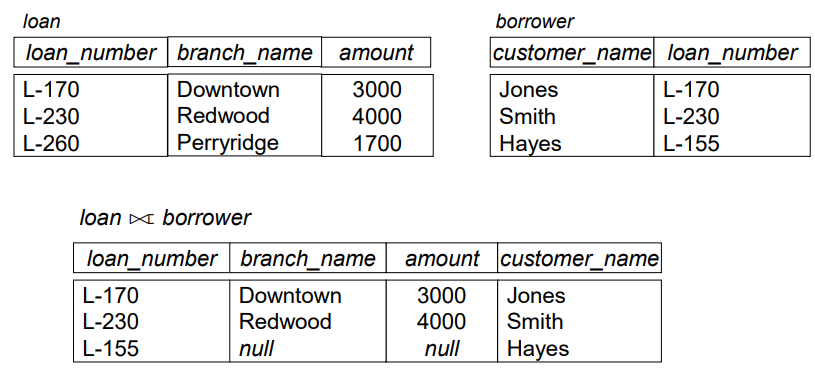 loan
loan_number branch_name amount
L-170 Downtown 3000
L-230 Redwood 4000
L-260 Perryridge 1700
borrower
customer_name loan_number
Jones L-170
Smith L-230
Hayes L-155
loan ⟖ borrower
loan_number branch_name amount customer_name
L-170 Downtown 3000 Jones
L-230 Redwood 4000 Smith
L-155 null null Hayes